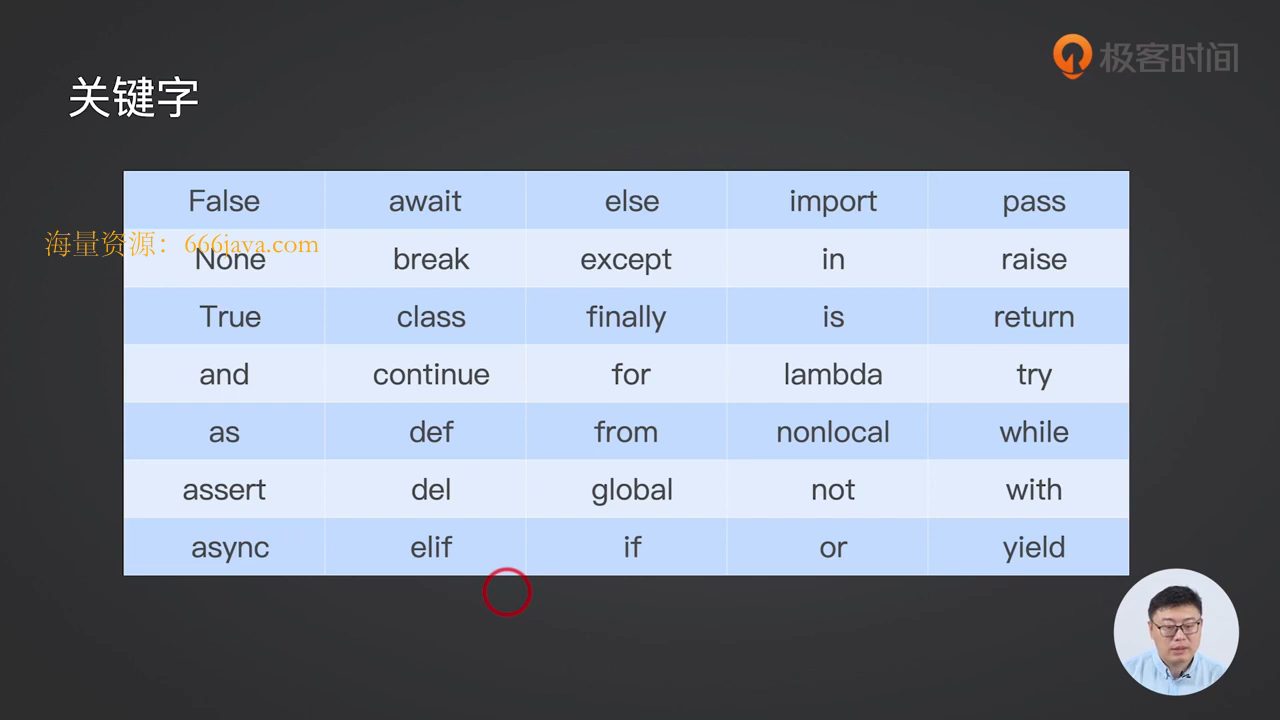 极客时间
关键字
False await else import pass
海量资源：666java.com
None break except in raise
True class finally is return
and continue for lambda try
as def from nonlocal while
assert del global not with
async elif if or yield